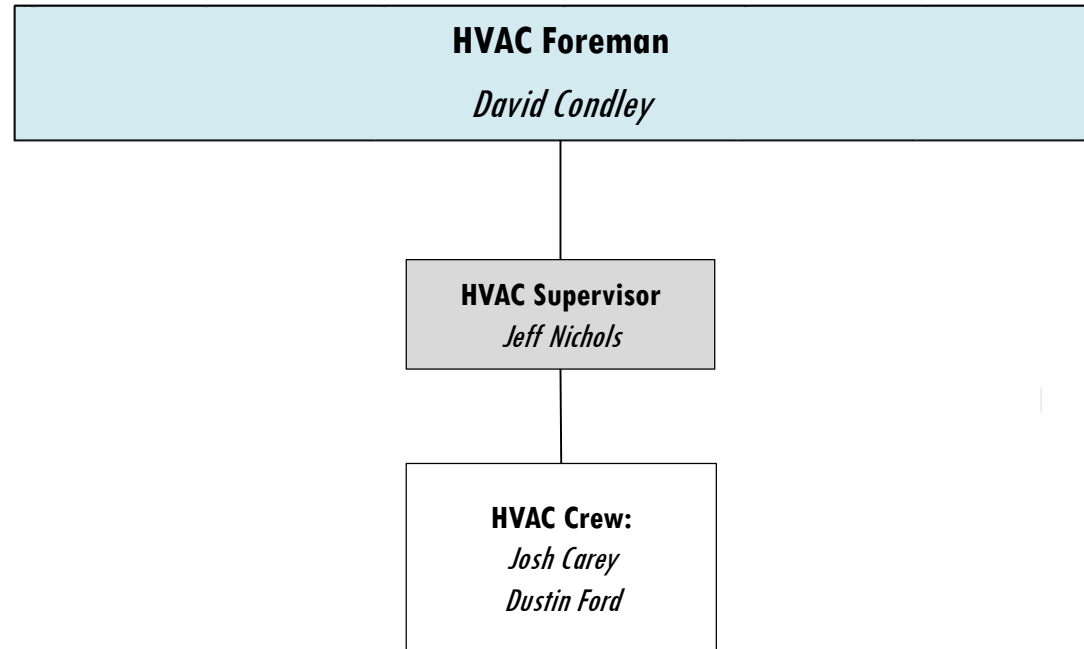 HVAC Foreman
David Condley
HVAC Supervisor
Jeff Nichols
HVAC Crew:
Josh Carey
Dustin Ford